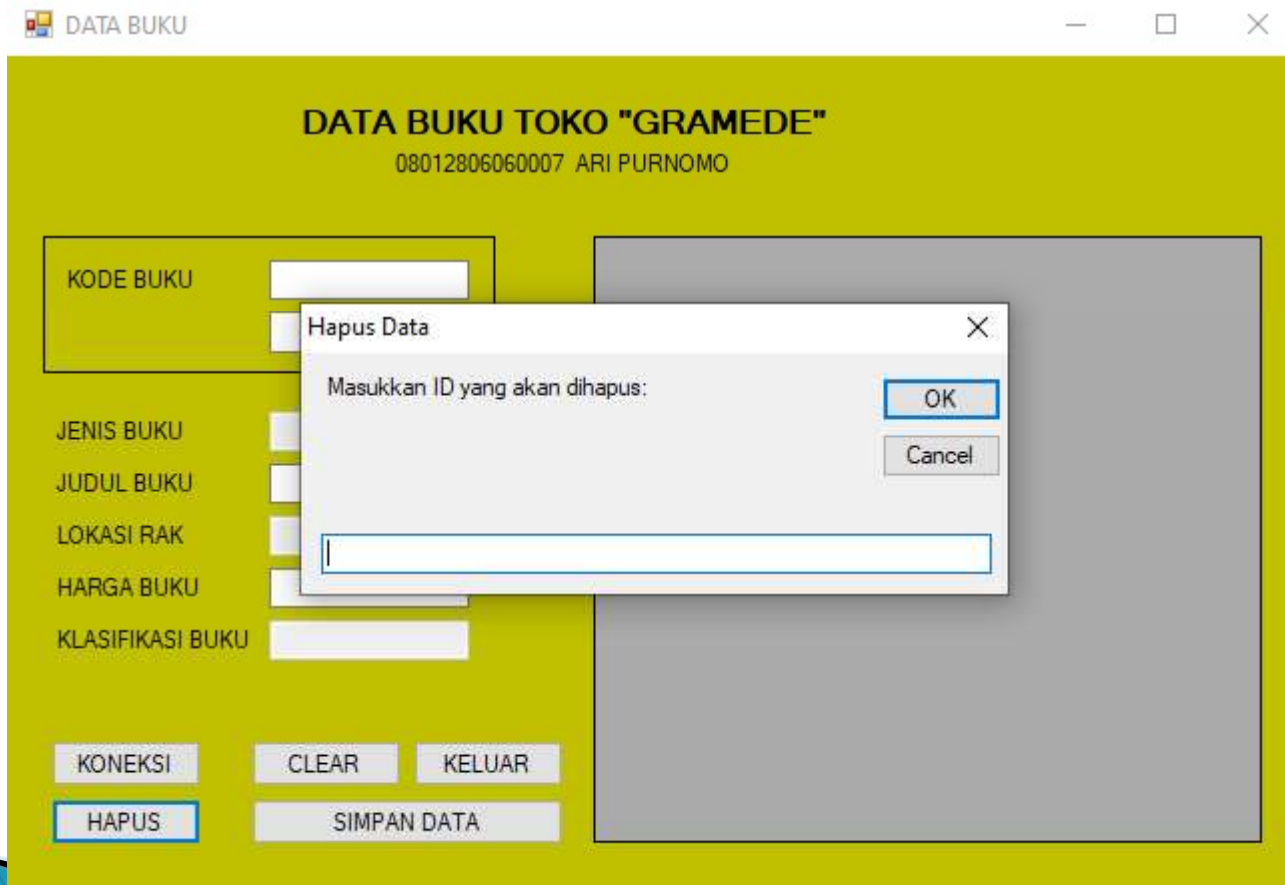 DATA BUKU
DATA BUKU TOKO "GRAMEDE"
08012806060007 ARI PURNOMO
KODE BUKU
Hapus Data
Masukkan ID yang akan dihapus:
OK
Cancel
JENIS BUKU
JUDUL BUKU
LOKASI RAK
HARGA BUKU
KLASIFIKASI BUKU
KONEKSI CLEAR KELUAR
HAPUS SIMPAN DATA